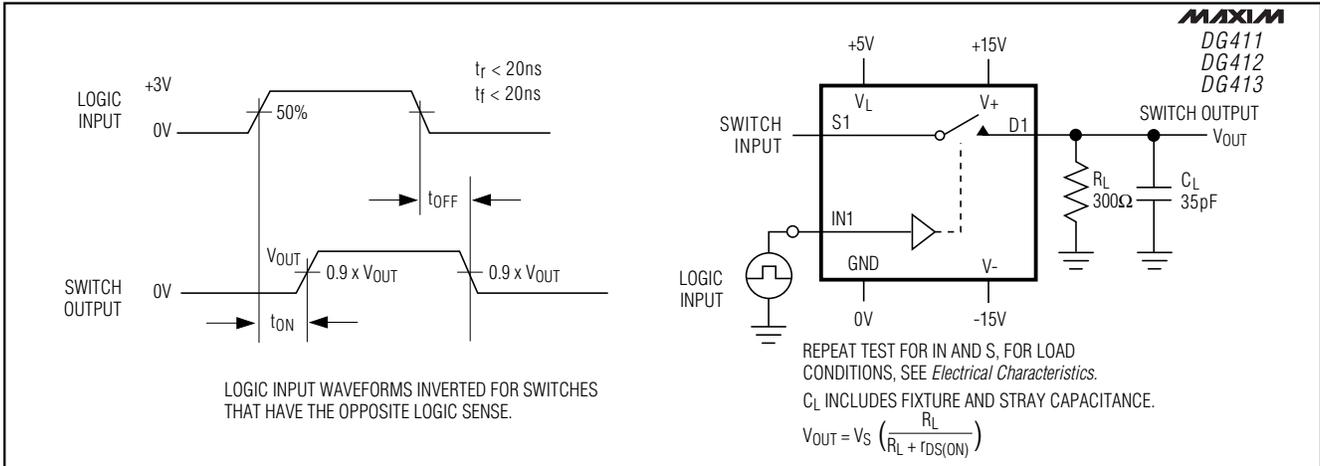 MAXIM
DG411
DG412
DG413
LOGIC
INPUT
+3V
0V
50%
tr < 20ns
tf < 20ns
tOFF
SWITCH
OUTPUT
VOUT
0V
0.9 x VOUT
0.9 x VOUT
tON
LOGIC INPUT WAVEFORMS INVERTED FOR SWITCHES
THAT HAVE THE OPPOSITE LOGIC SENSE.
+5V
+15V
VL
V+
SWITCH
INPUT
S1
D1
SWITCH OUTPUT
VOUT
RL
300Ω
CL
35pF
IN1
LOGIC
INPUT
GND
V-
0V
-15V
REPEAT TEST FOR IN AND S, FOR LOAD
CONDITIONS, SEE Electrical Characteristics.
CL INCLUDES FIXTURE AND STRAY CAPACITANCE.
VOUT = VS (RL / RL + rDS(ON))